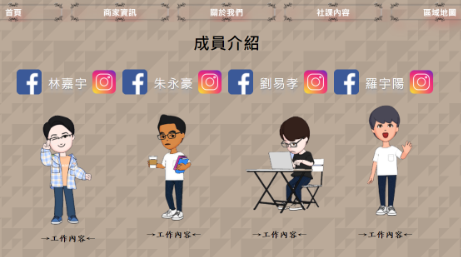 首頁 商家資訊 關於我們 社課內容 區域地圖
成員介紹
林嘉宇 朱永豪 劉易孝 羅宇陽
→工作內容← →工作內容← →工作內容← →工作內容←